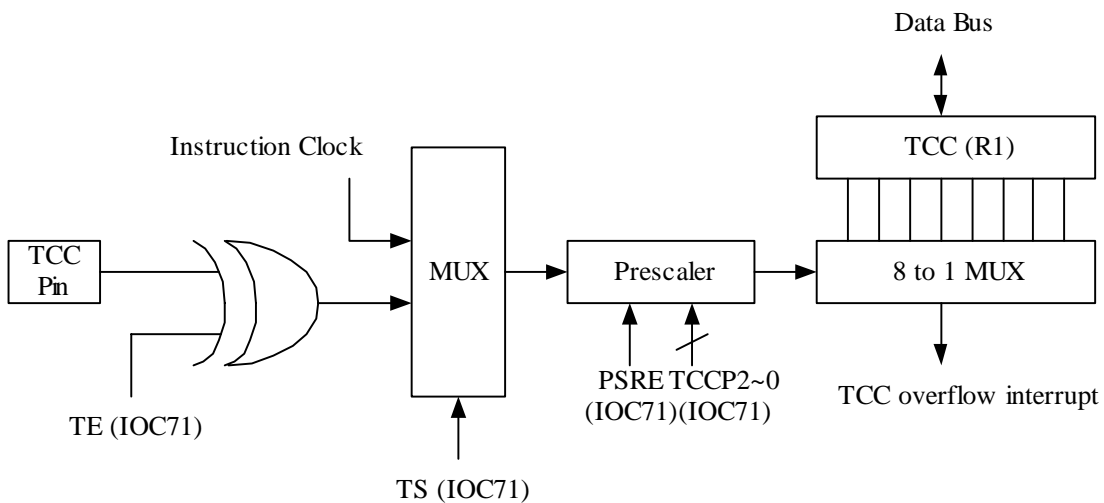 Data Bus
TCC (R1)
Instruction Clock
TCC
Pin
MUX
Prescaler
8 to 1 MUX
PSRE TCCP2~0
(IOC71)(IOC71)
TCC overflow interrupt
TE (IOC71)
TS (IOC71)